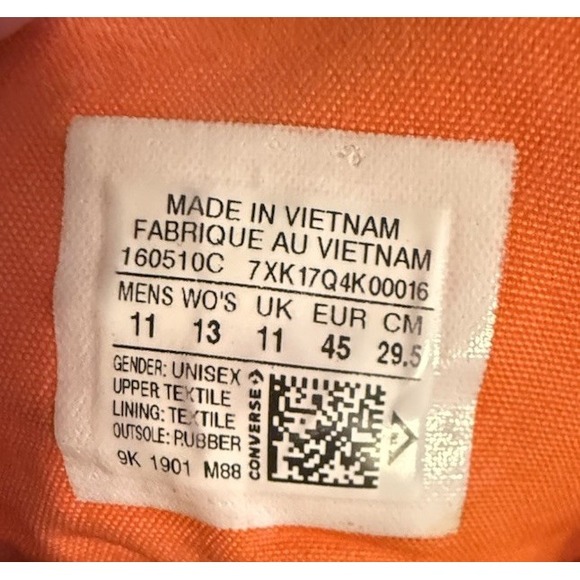 MADE IN VIETNAM
FABRIQUE AU VIETNAM
160510C 7XK17Q4K00016
MENS WO'S UK EUR CM
11 13 11 45 29.5
GENDER: UNISEX
UPPER TEXTILE
LINING: TEXTILE
OUTSOLE: RUBBER
9K 1901 M88
CONVERSE